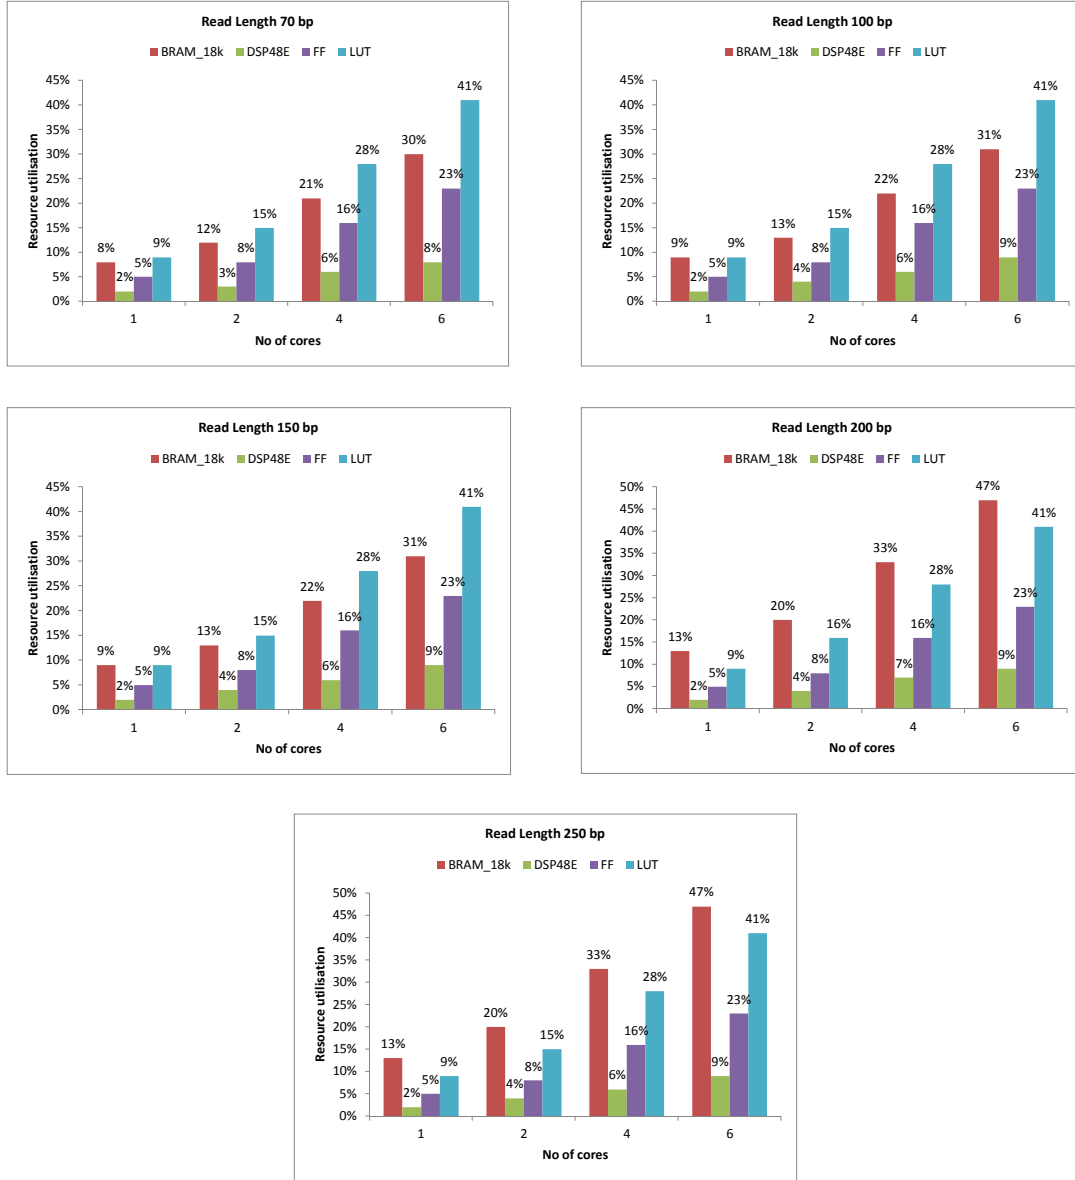 Read Length 70 bp
BRAM_18k DSP48E FF LUT
45%
40%
35%
30%
25%
20%
15%
10%
5%
0%
Resource utilisation
8% 2% 5% 9%
12% 3% 8% 15%
21% 6% 16% 28%
30% 8% 23% 41%
1 2 4 6
No of cores
Read Length 100 bp
BRAM_18k DSP48E FF LUT
45%
40%
35%
30%
25%
20%
15%
10%
5%
0%
Resource utilisation
9% 2% 5% 9%
13% 4% 8% 15%
22% 6% 16% 28%
31% 9% 23% 41%
1 2 4 6
No of cores
Read Length 150 bp
BRAM_18k DSP48E FF LUT
45%
40%
35%
30%
25%
20%
15%
10%
5%
0%
Resource utilisation
9% 2% 5% 9%
13% 4% 8% 15%
22% 6% 16% 28%
31% 9% 23% 41%
1 2 4 6
No of cores
Read Length 200 bp
BRAM_18k DSP48E FF LUT
50%
45%
40%
35%
30%
25%
20%
15%
10%
5%
0%
Resource utilisation
13% 2% 5% 9%
20% 4% 8% 16%
33% 7% 16% 28%
47% 9% 23% 41%
1 2 4 6
No of cores
Read Length 250 bp
BRAM_18k DSP48E FF LUT
50%
45%
40%
35%
30%
25%
20%
15%
10%
5%
0%
Resource utilisation
13% 2% 5% 9%
20% 4% 8% 15%
33% 6% 16% 28%
47% 9% 23% 41%
1 2 4 6
No of cores